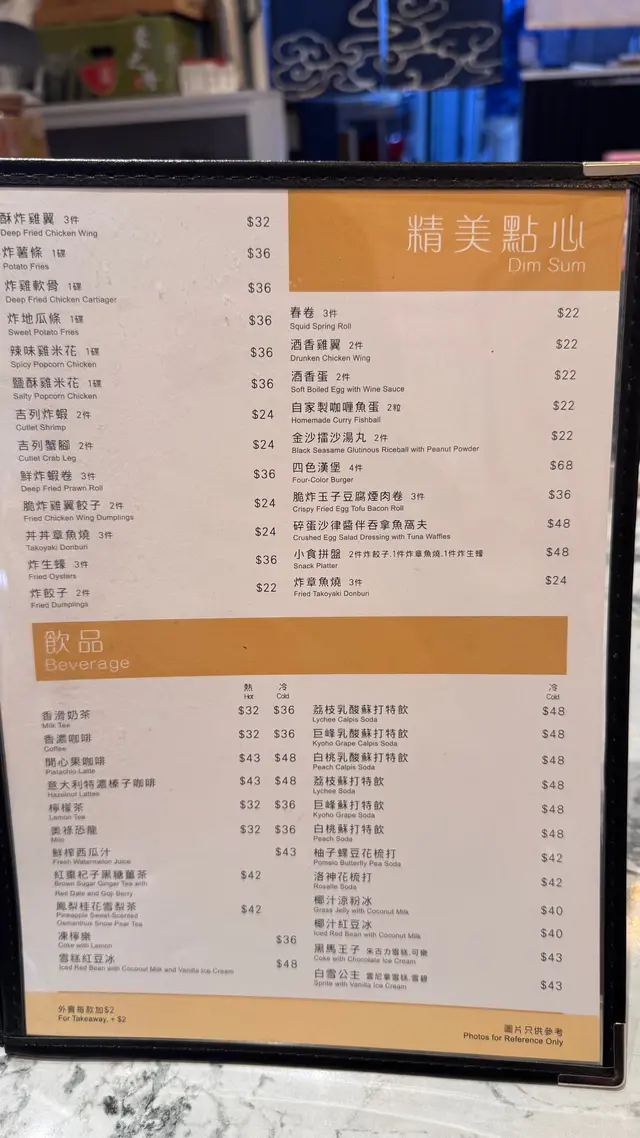 酥炸雞翼 3件 $32
Deep Fried Chicken Wing
炸薯條 1碟 $36
Potato Fries
炸雞軟骨 1碟 $36
Deep Fried Chicken Cartiager
炸地瓜條 1碟 $36
Sweet Potato Fries
辣味雞米花 1碟 $36
Spicy Popcorn Chicken
鹽酥雞米花 1碟 $36
Salty Popcorn Chicken
吉列炸蝦 2件 $24
Cutlet Shrimp
吉列蟹腳 2件 $24
Cutlet Crab Leg
鮮炸蝦卷 3件 $36
Deep Fried Prawn Roll
脆炸雞翼餃子 2件 $24
Fried Chicken Wing Dumplings
丼丼章魚燒 3件 $24
Takoyaki Donburi
炸生蠔 3件 $36
Fried Oysters
炸餃子 2件 $22
Fried Dumplings
精美點心
Dim Sum
春卷 3件 $22
Squid Spring Roll
酒香雞翼 2件 $22
Drunken Chicken Wing
酒香蛋 2件 $22
Soft Boiled Egg with Wine Sauce
自家製咖喱魚蛋 2粒 $22
Homemade Curry Fishball
金沙擂沙湯丸 2件 $22
Black Seasame Glutinous Riceball with Peanut Powder
四色漢堡 4件 $68
Four-Color Burger
脆炸玉子豆腐煙肉卷 3件 $36
Crispy Fried Egg Tofu Bacon Roll
碎蛋沙律醬伴吞拿魚窩夫 $48
Crushed Egg Salad Dressing with Tuna Waffles
小食拼盤 2件炸餃子.1件炸章魚燒.1件炸生蠔 $48
Snack Platter
炸章魚燒 3件 $24
Fried Takoyaki Donburi
飲品
Beverage
熱 冷
Hot Cold
香滑奶茶 $32 $36
Milk Tea
香濃咖啡 $32 $36
Coffee
開心果咖啡 $43 $48
Pistachio Latte
意大利特濃榛子咖啡 $43 $48
Hazelnut Lattee
檸檬茶 $32 $36
Lemon Tea
美祿恐龍 $32 $36
Milo
鮮榨西瓜汁 $43
Fresh Watermelon Juice
紅棗杞子黑糖薑茶 $42
Brown Sugar Ginger Tea with
Red Date and Goji Berry
鳳梨桂花雪梨茶 $42
Pineapple Sweet-Scented
Osmanthus Snow Pear Tea
凍檸樂 $36
Coke with Lemon
雪糕紅豆冰 $48
Iced Red Bean with Coconut Milk and Vanilla Ice Cream
冷
Cold
荔枝乳酸蘇打特飲 $48
Lychee Calpis Soda
巨峰乳酸蘇打特飲 $48
Kyoho Grape Calpis Soda
白桃乳酸蘇打特飲 $48
Peach Calpis Soda
荔枝蘇打特飲 $48
Lychee Soda
巨峰蘇打特飲 $48
Kyoho Grape Soda
白桃蘇打特飲 $48
Peach Soda
柚子蝶豆花梳打 $42
Pomelo Butterfly Pea Soda
洛神花梳打 $42
Roselle Soda
椰汁涼粉冰 $40
Grass Jelly with Coconut Milk
椰汁紅豆冰 $40
Iced Red Bean with Coconut Milk
黑馬王子 朱古力雪糕.可樂 $43
Coke with Chocolate Ice Cream
白雪公主 雲尼拿雪糕.雪碧 $43
Sprite with Vanilla Ice Cream
外賣每款加$2
For Takeaway, + $2
圖片只供參考
Photos for Reference Only